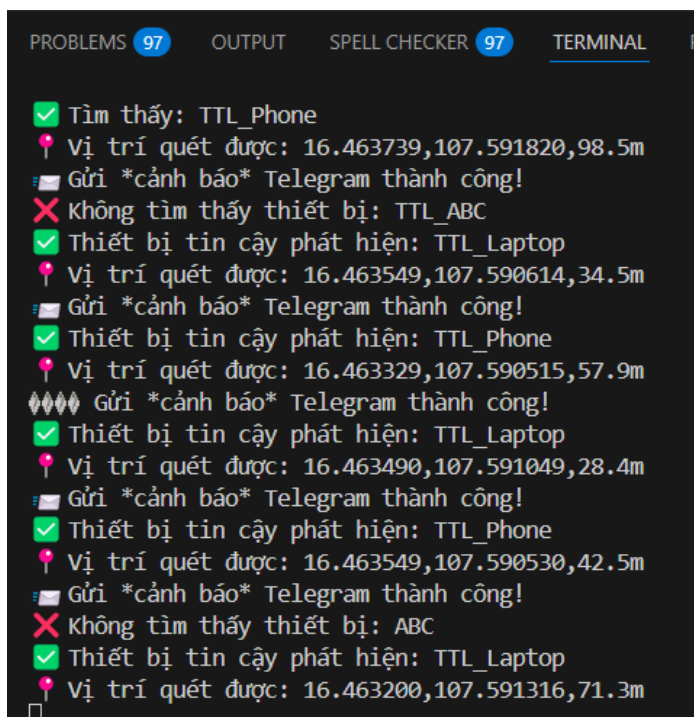 PROBLEMS 97 OUTPUT SPELL CHECKER 97 TERMINAL
✅ Tìm thấy: TTL_Phone
📍 Vị trí quét được: 16.463739,107.591820,98.5m
📨 Gửi *cảnh báo* Telegram thành công!
❌ Không tìm thấy thiết bị: TTL_ABC
✅ Thiết bị tin cậy phát hiện: TTL_Laptop
📍 Vị trí quét được: 16.463549,107.590614,34.5m
📨 Gửi *cảnh báo* Telegram thành công!
✅ Thiết bị tin cậy phát hiện: TTL_Phone
📍 Vị trí quét được: 16.463329,107.590515,57.9m
���� Gửi *cảnh báo* Telegram thành công!
✅ Thiết bị tin cậy phát hiện: TTL_Laptop
📍 Vị trí quét được: 16.463490,107.591049,28.4m
📨 Gửi *cảnh báo* Telegram thành công!
✅ Thiết bị tin cậy phát hiện: TTL_Phone
📍 Vị trí quét được: 16.463549,107.590530,42.5m
📨 Gửi *cảnh báo* Telegram thành công!
❌ Không tìm thấy thiết bị: ABC
✅ Thiết bị tin cậy phát hiện: TTL_Laptop
📍 Vị trí quét được: 16.463200,107.591316,71.3m